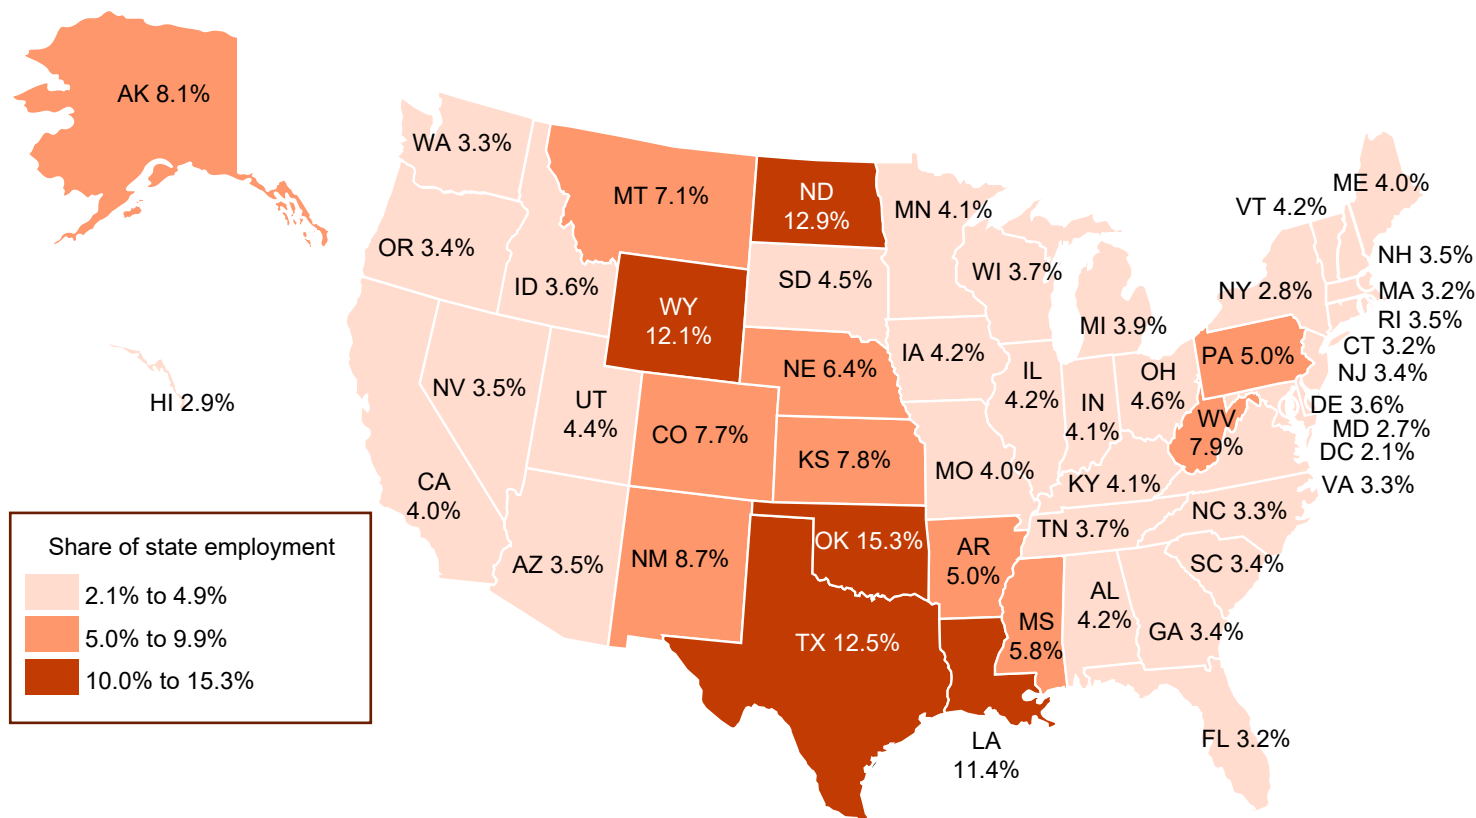 AK 8.1%
WA 3.3%
MT 7.1%
ND
12.9%
MN 4.1%
ME 4.0%
VT 4.2%
OR 3.4%
ID 3.6%
SD 4.5%
WI 3.7%
NH 3.5%
WY
12.1%
NY 2.8%
MA 3.2%
MI 3.9%
RI 3.5%
IA 4.2%
PA 5.0%
CT 3.2%
NJ 3.4%
HI 2.9%
NV 3.5%
UT
4.4%
NE 6.4%
IL
4.2%
IN
4.1%
OH
4.6%
DE 3.6%
MD 2.7%
DC 2.1%
WV
7.9%
CO 7.7%
KS 7.8%
MO 4.0%
KY 4.1%
VA 3.3%
CA
4.0%
TN 3.7%
NC 3.3%
AZ 3.5%
NM 8.7%
OK 15.3%
AR
5.0%
SC 3.4%
MS
5.8%
AL
4.2%
GA 3.4%
TX 12.5%
LA
11.4%
FL 3.2%
Share of state employment
2.1% to 4.9%
5.0% to 9.9%
10.0% to 15.3%